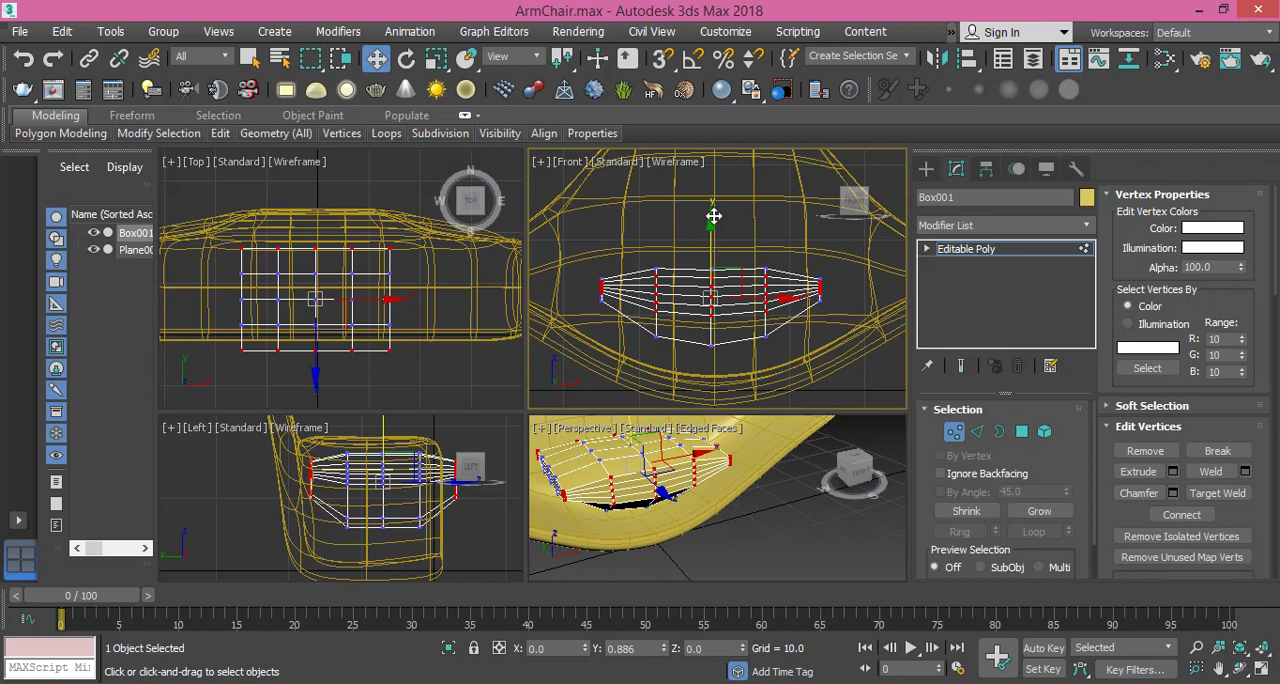 ArmChair.max - Autodesk 3ds Max 2018
File Edit Tools Group Views Create Modifiers Animation Graph Editors Rendering Civil View Customize Scripting Content » Sign In Workspaces: Default
All View Create Selection Se
Modeling Freeform Selection Object Paint Populate
Polygon Modeling Modify Selection Edit Geometry (All) Vertices Loops Subdivision Visibility Align Properties
Select Display
Name (Sorted Asc
Box001
Plane00
[+] [Top] [Standard] [Wireframe]
N
W TOP E
[+] [Front] [Standard] [Wireframe]
FRONT
y
[+] [Left] [Standard] [Wireframe]
LEFT
[+] [Perspective] [Standard] [Edged Faces]
Box001
Modifier List
Editable Poly
Selection
By Vertex
Ignore Backfacing
By Angle: 45.0
Shrink Grow
Ring Loop
Preview Selection
Off SubObj Multi
Vertex Properties
Edit Vertex Colors
Color:
Illumination:
Alpha: 100.0
Select Vertices By
Color
Illumination Range:
R: 10
G: 10
Select B: 10
Soft Selection
Edit Vertices
Remove Break
Extrude Weld
Chamfer Target Weld
Connect
Remove Isolated Vertices
Remove Unused Map Verts
< 0 / 100 >
0 5 10 15 20 25 30 35 40 45 50 55 60 65 70 75 80 85 90 95 100
1 Object Selected X: 0.0 Y: 0.886 Z: 0.0 Grid = 10.0 Auto Key Selected
MAXScript Mi Click or click-and-drag to select objects Add Time Tag 0 Set Key Key Filters...